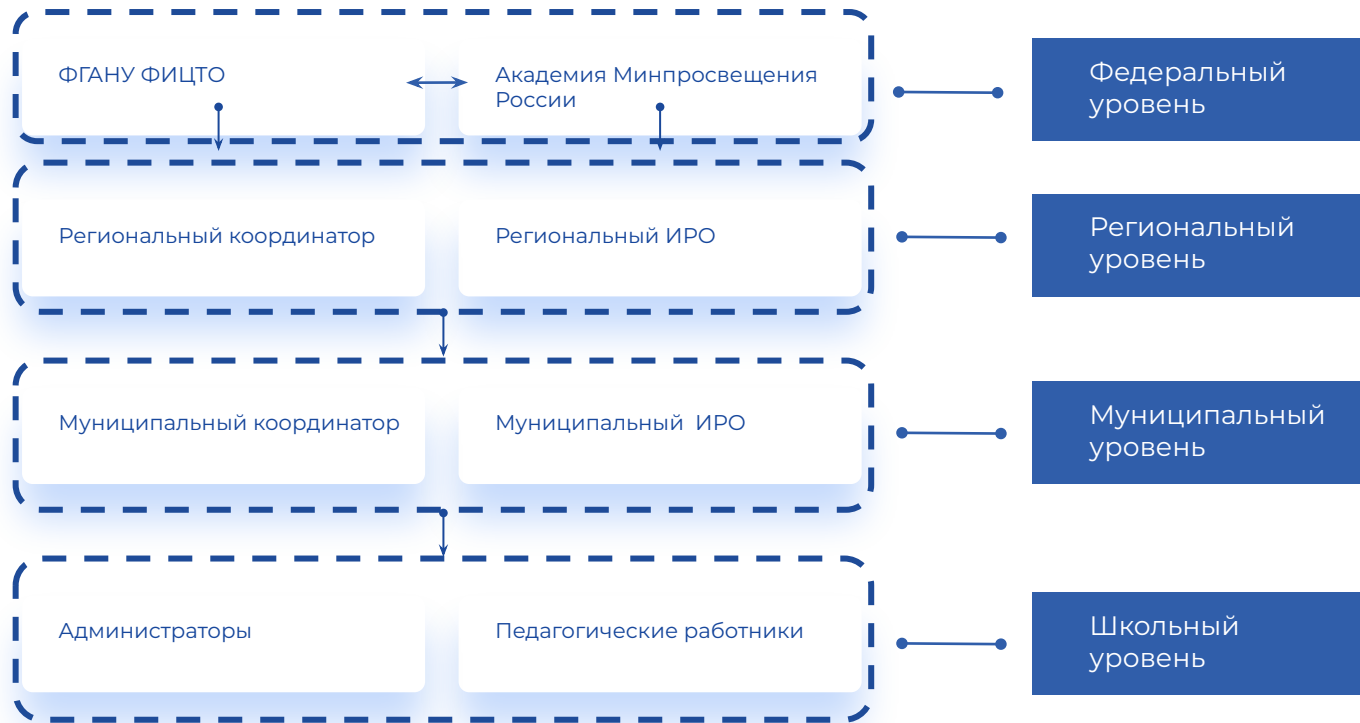 ФГАНУ ФИЦТО
Академия Минпросвещения
России
Федеральный
уровень
Региональный координатор
Региональный ИРО
Региональный
уровень
Муниципальный координатор
Муниципальный  ИРО
Муниципальный
уровень
Администраторы
Педагогические работники
Школьный
уровень